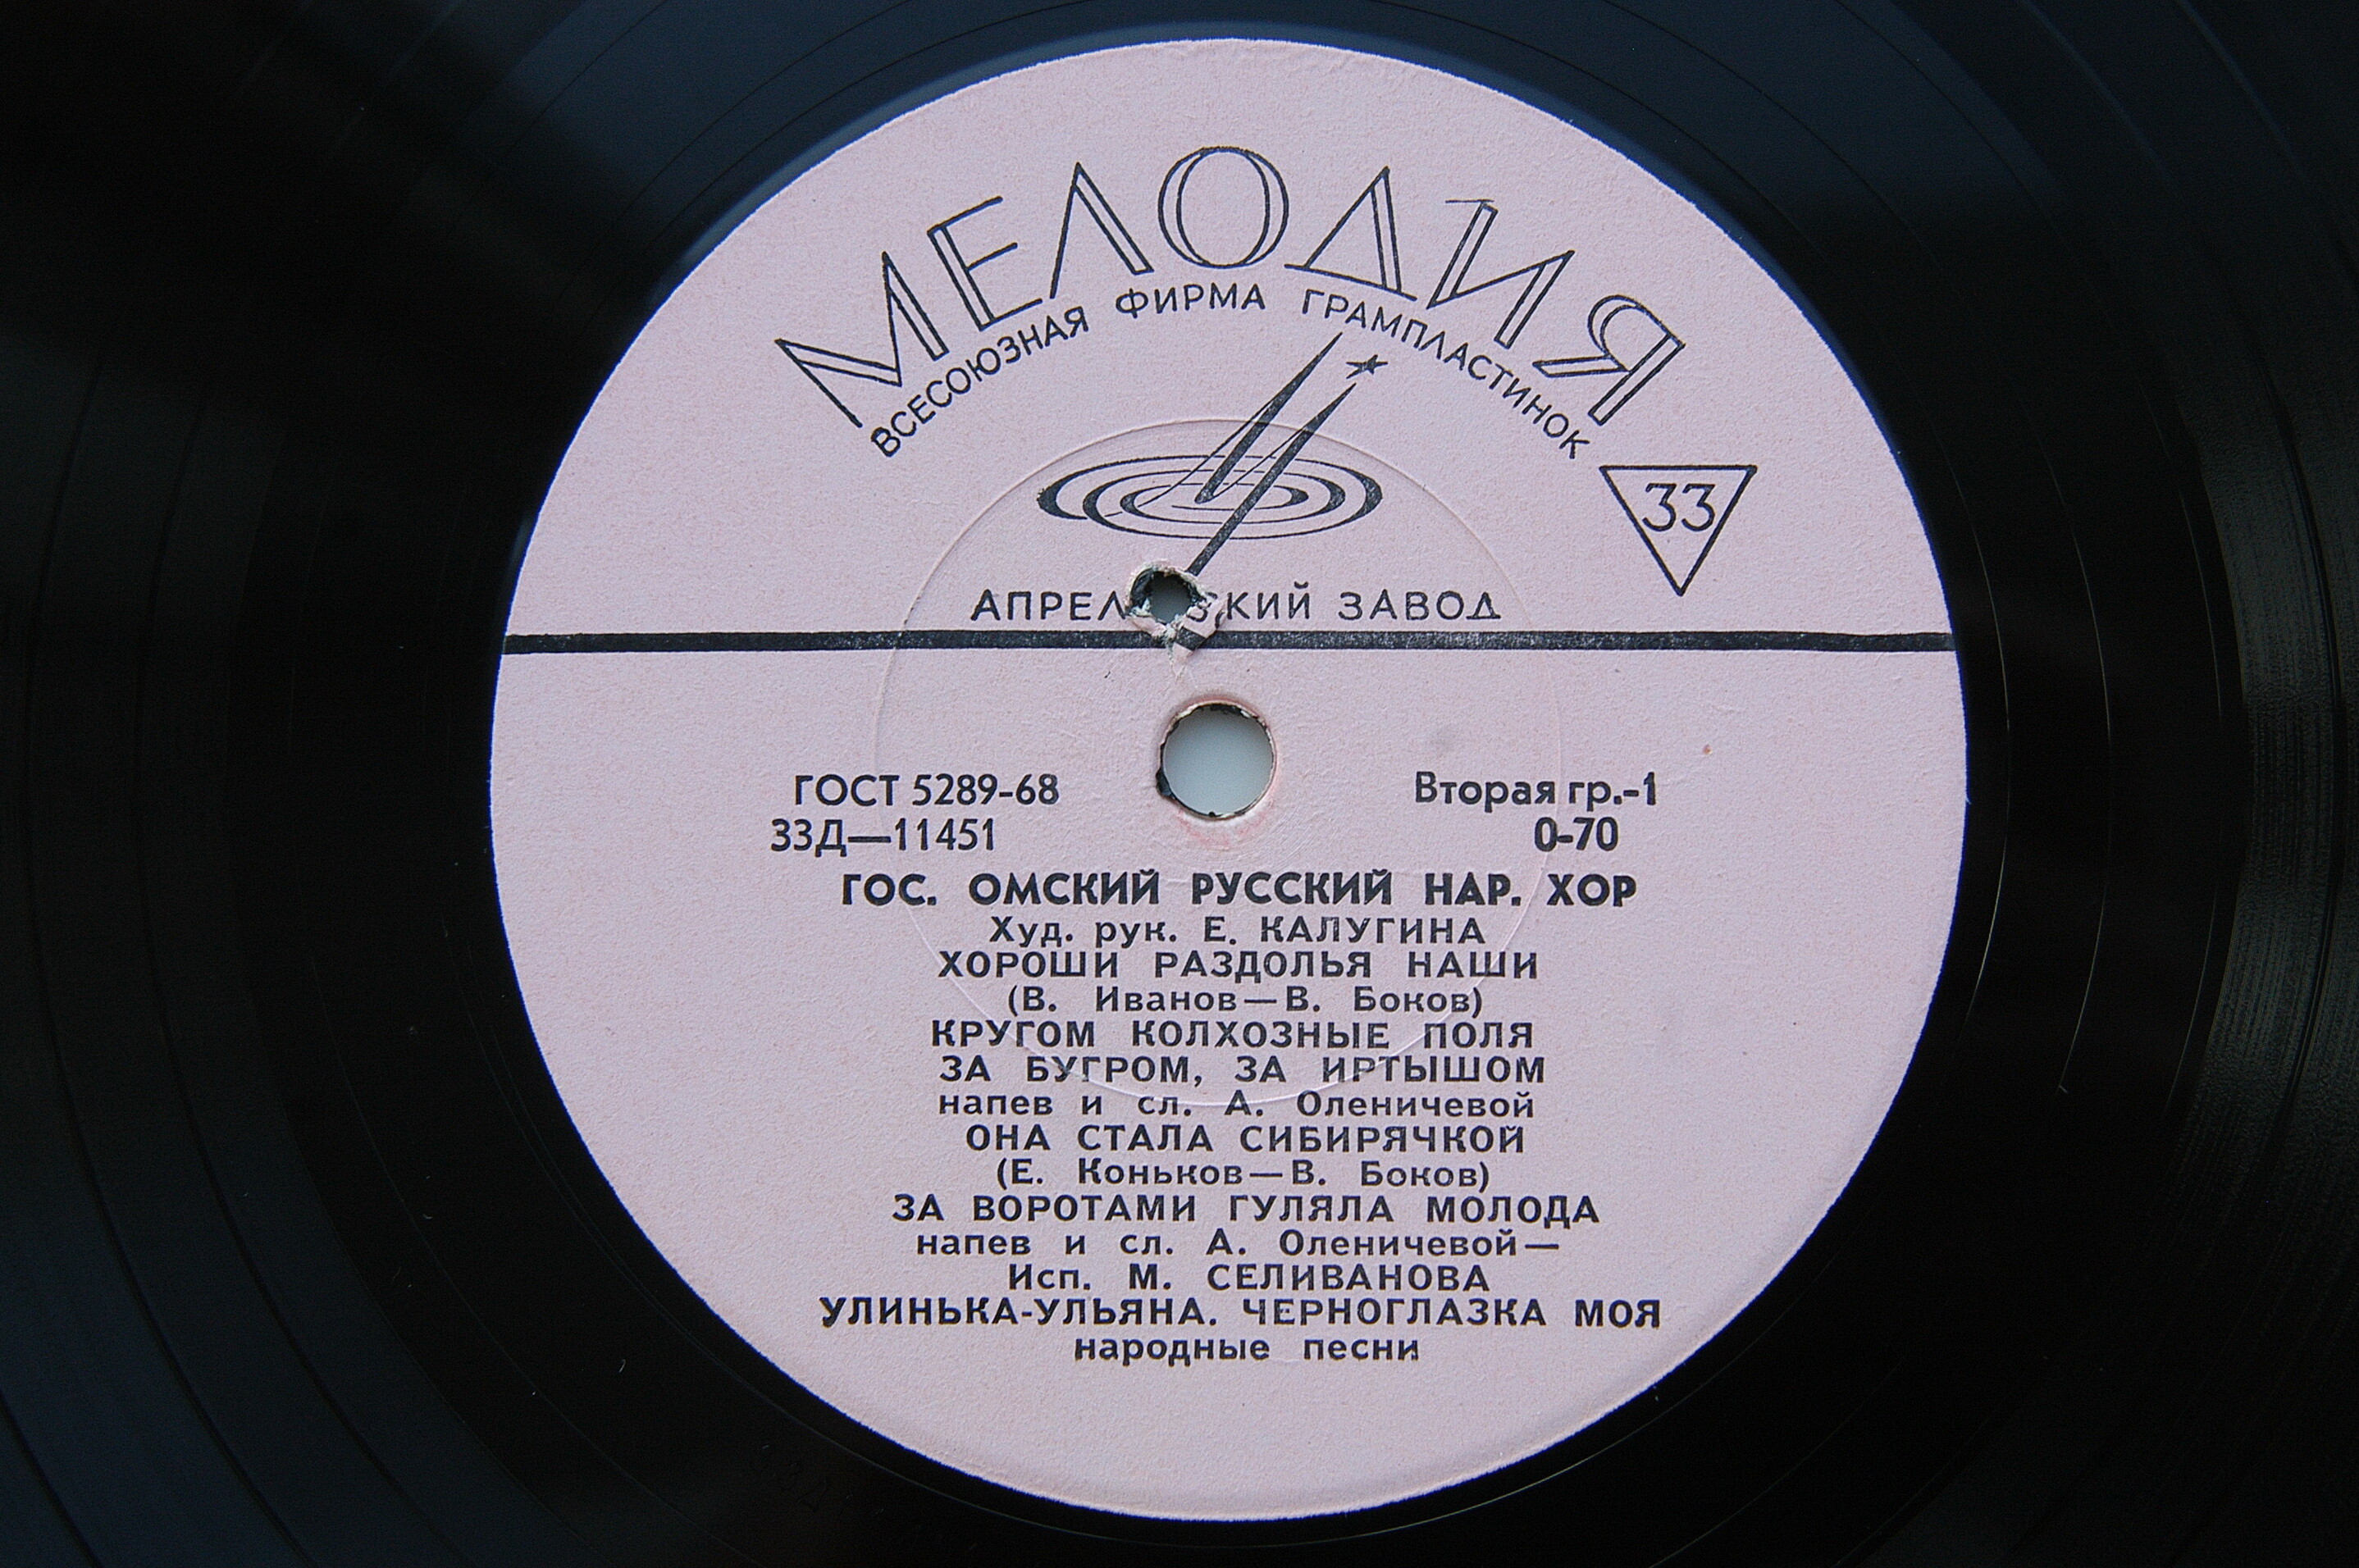 МЕЛОДИЯ
ВСЕСОЮЗНАЯ ФИРМА ГРАМПЛАСТИНОК
33
ЗАВОД
ГОСТ 5289-68 Вторая гр.-1
33Д—11451 0-70
ГОС. ОМСКИЙ РУССКИЙ НАР. ХОР
Худ. рук. Е. КАЛУГИНА
ХОРОШИ РАЗДОЛЬЯ НАШИ
(В. Иванов—В. Боков)
КРУГОМ КОЛХОЗНЫЕ ПОЛЯ
ЗА БУГРОМ, ЗА ИРТЫШОМ
напев и сл. А. Оленичевой
ОНА СТАЛА СИБИРЯЧКОЙ
(Е. Коньков—В. Боков)
ЗА ВОРОТАМИ ГУЛЯЛА МОЛОДА
напев и сл. А. Оленичевой—
Исп. М. СЕЛИВАНОВА
УЛИНЬКА-УЛЬЯНА. ЧЕРНОГЛАЗКА МОЯ
народные песни